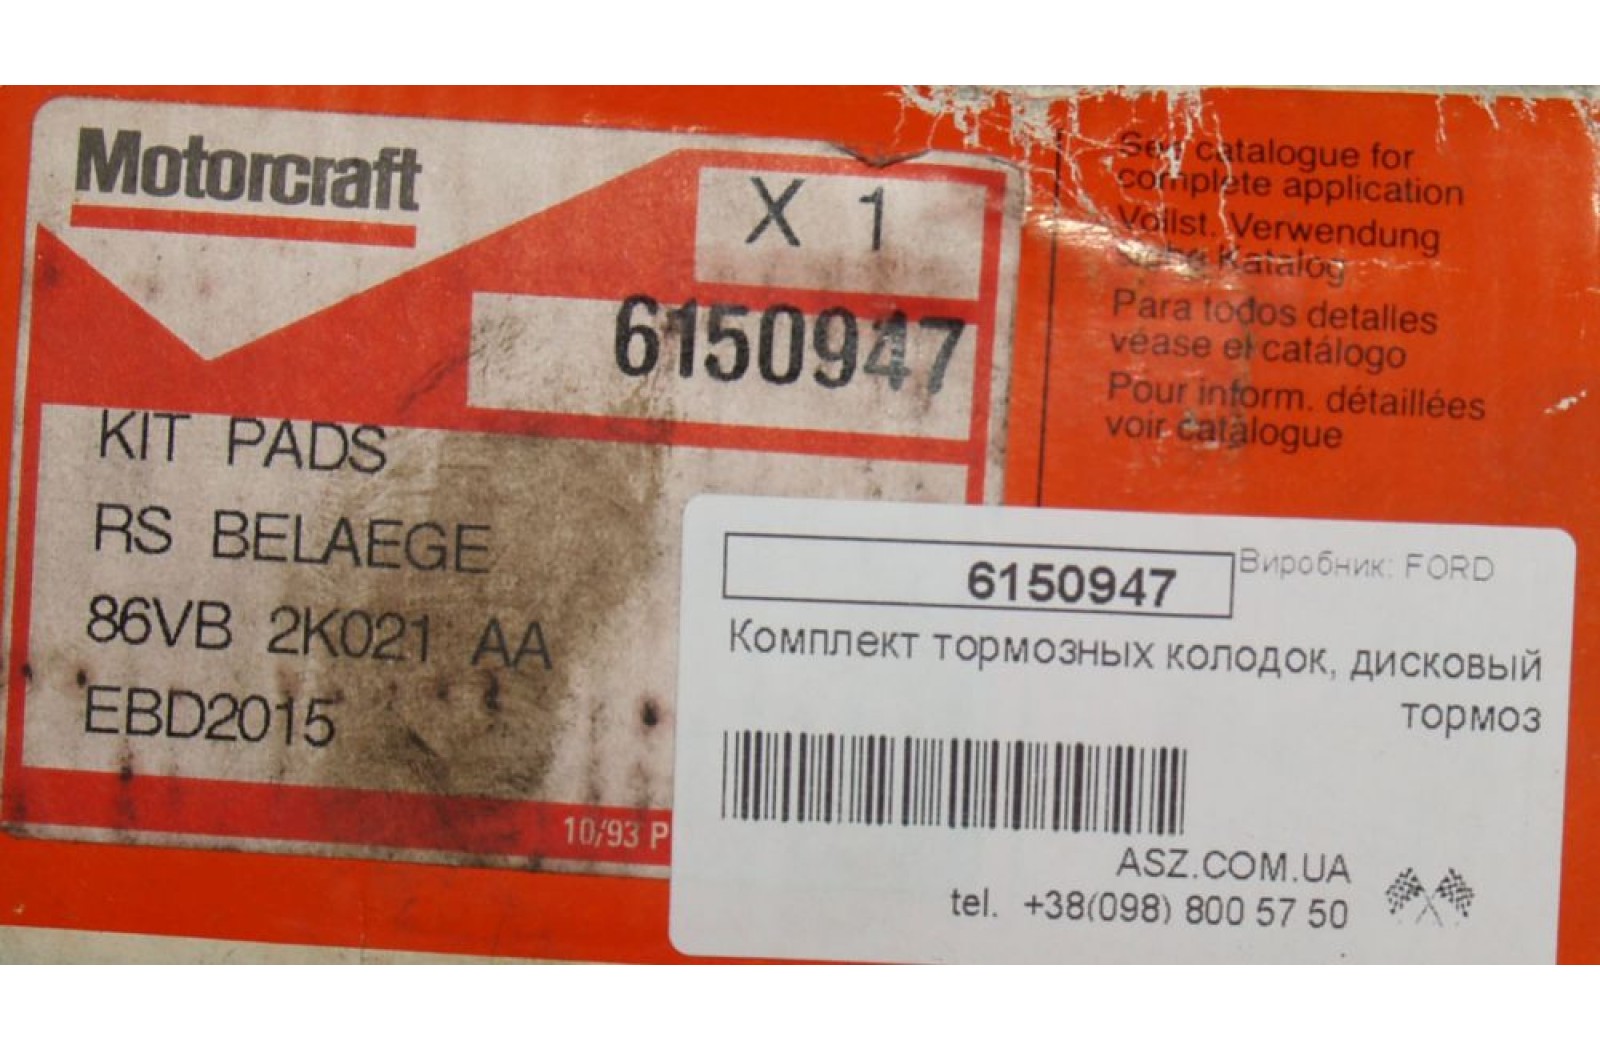 Motorcraft
X 1
6150947
KIT PADS
RS BELAEGE
86VB 2K021 AA
EBD2015
10/93 P
See catalogue for
complete application
Vollst. Verwendung
siehe Katalog
Para todos detalles
véase el catálogo
Pour inform. détaillées
voir catalogue
6150947
Виробник: FORD
Комплект тормозных колодок, дисковый
тормоз
ASZ.COM.UA
tel. +38(098) 800 57 50